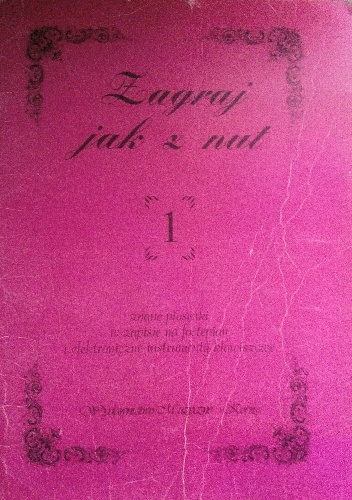 Zagraj
jak z nut
1
znane piosenki
w zapisie na fortepian
i elektroniczne instrumenty klawiszowe
Wydawnictwo Muzyczne